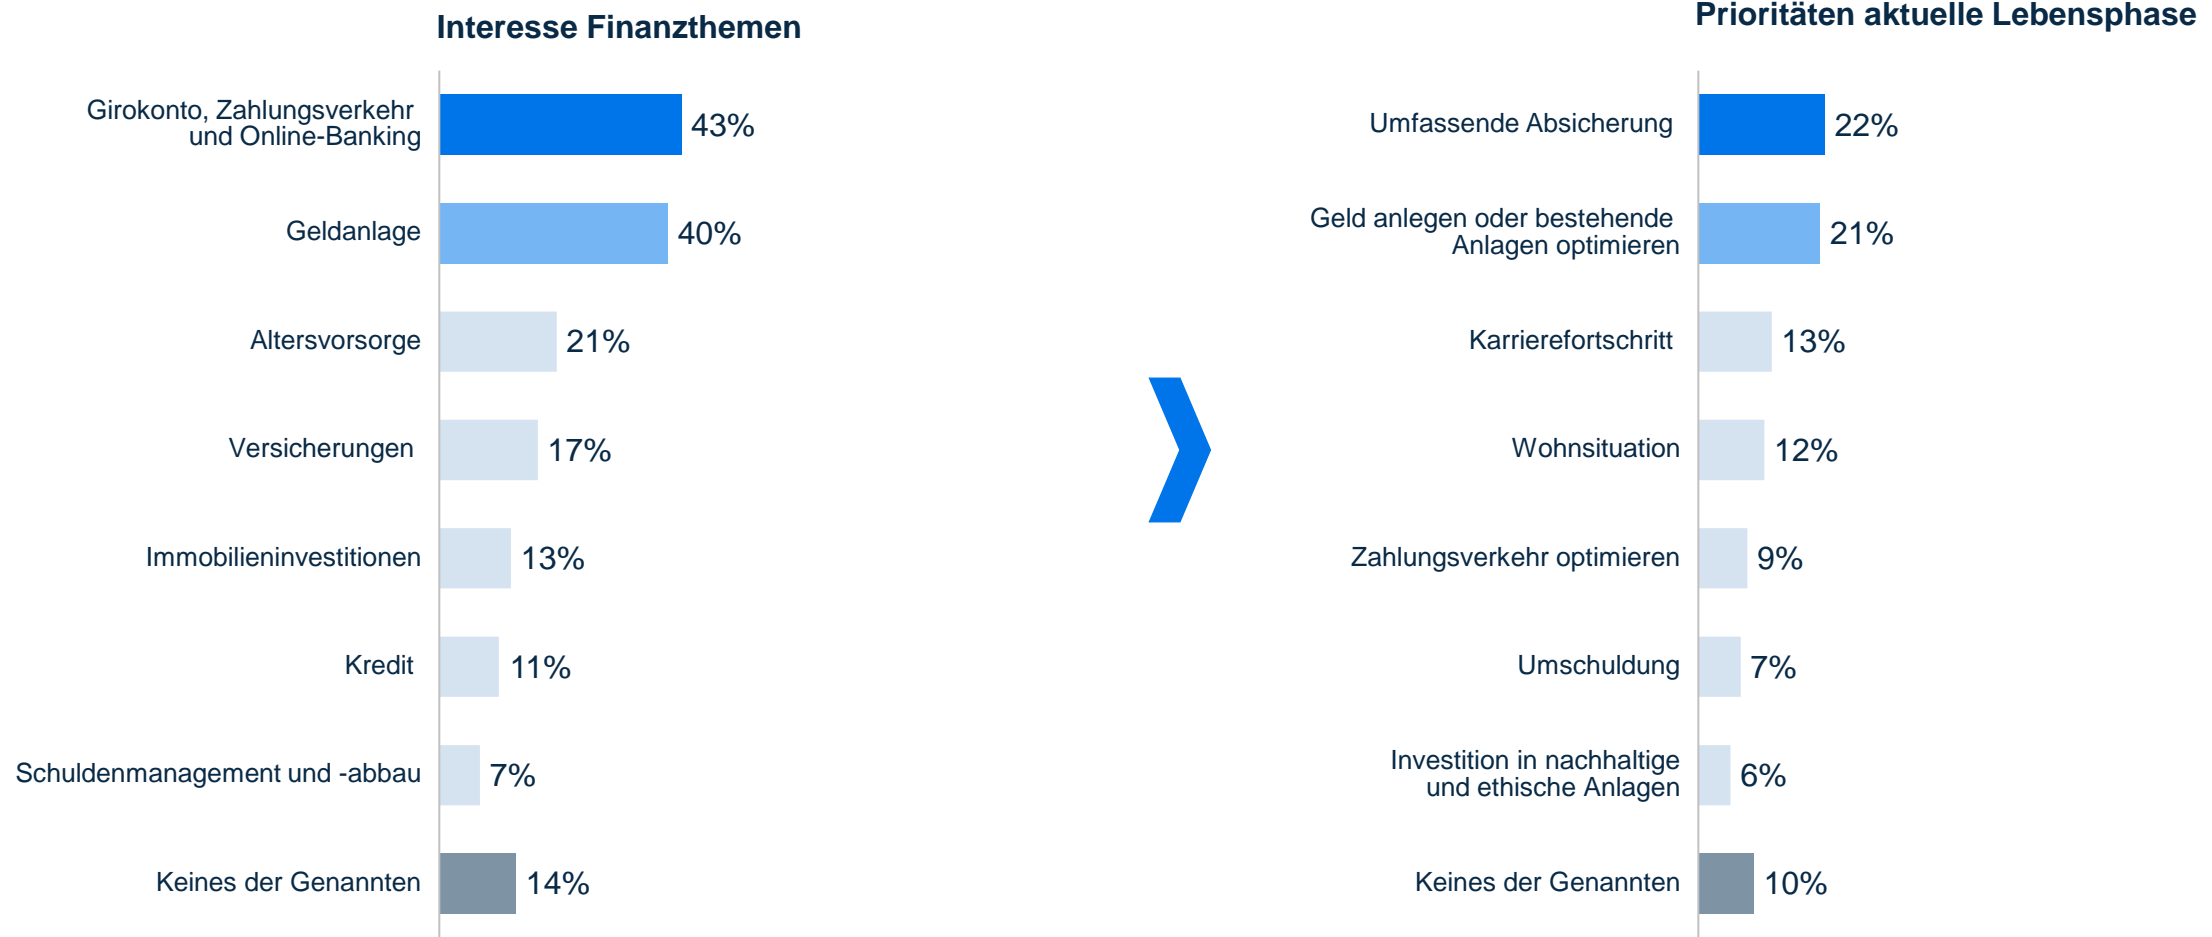 Interesse Finanzthemen
Girokonto, Zahlungsverkehr
und Online-Banking
43%
Geldanlage
40%
Altersvorsorge
21%
Versicherungen
17%
Immobilieninvestitionen
13%
Kredit
11%
Schuldenmanagement und -abbau
7%
Keines der Genannten
14%
Prioritäten aktuelle Lebensphase
Umfassende Absicherung
22%
Geld anlegen oder bestehende
Anlagen optimieren
21%
Karrierefortschritt
13%
Wohnsituation
12%
Zahlungsverkehr optimieren
9%
Umschuldung
7%
Investition in nachhaltige
und ethische Anlagen
6%
Keines der Genannten
10%